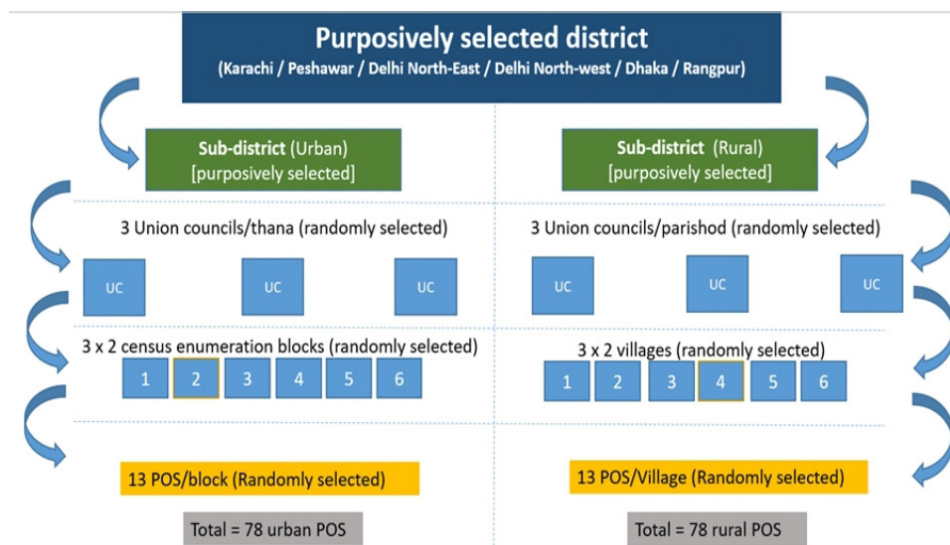 Purposively selected district
(Karachi / Peshawar / Delhi North-East / Delhi North-west / Dhaka / Rangpur)
Sub-district (Urban)
[purposively selected]
Sub-district (Rural)
[purposively selected]
3 Union councils/thana (randomly selected)
3 Union councils/parishod (randomly selected)
UC
UC
UC
UC
UC
UC
3 x 2 census enumeration blocks (randomly selected)
3 x 2 villages (randomly selected)
1
2
3
4
5
6
1
2
3
4
5
6
13 POS/block (Randomly selected)
13 POS/Village (Randomly selected)
Total = 78 urban POS
Total = 78 rural POS